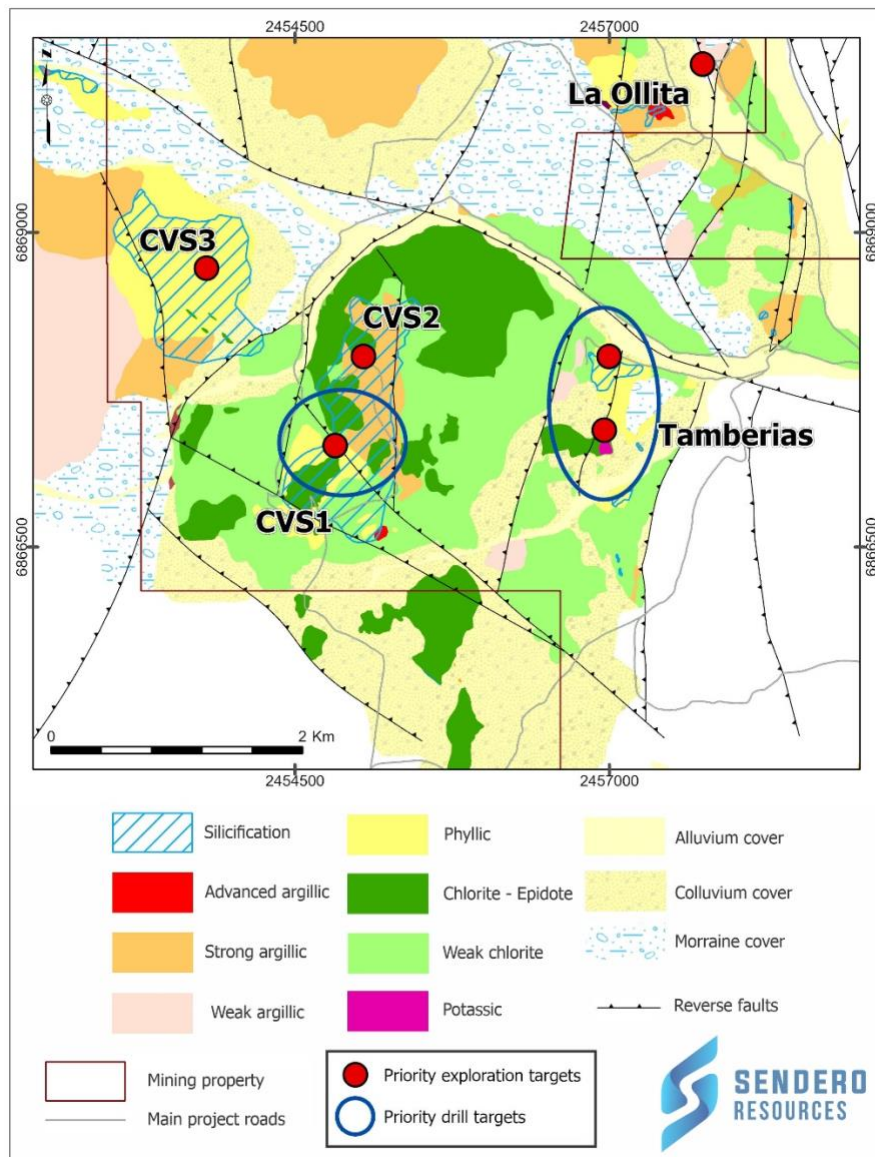 2454500
2457000
La Ollita
6869000
6869000
CVS3
CVS2
Tamberias
CVS1
6866500
6866500
0
2 Km
2454500
2457000
Silicification
Phyllic
Alluvium cover
Advanced argillic
Chlorite - Epidote
Colluvium cover
Strong argillic
Weak chlorite
Morraine cover
Weak argillic
Potassic
Reverse faults
Mining property
Priority exploration targets
Main project roads
Priority drill targets
SENDERO
RESOURCES